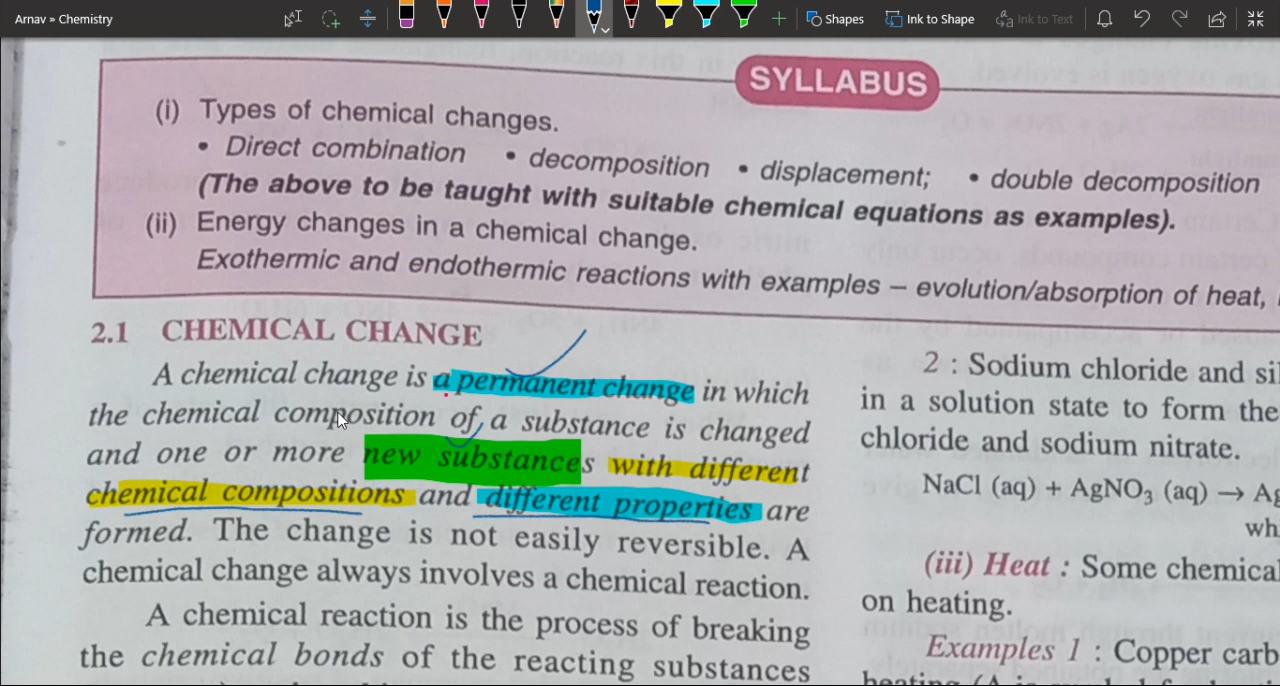 Arnav » Chemistry
Shapes
Ink to Shape
Ink to Text
SYLLABUS
(i) Types of chemical changes.
• Direct combination • decomposition • displacement; • double decomposition
(The above to be taught with suitable chemical equations as examples).
(ii) Energy changes in a chemical change.
Exothermic and endothermic reactions with examples – evolution/absorption of heat,
2.1 CHEMICAL CHANGE
A chemical change is a permanent change in which
the chemical composition of a substance is changed
and one or more new substances with different
chemical compositions and different properties are
formed. The change is not easily reversible. A
chemical change always involves a chemical reaction.
A chemical reaction is the process of breaking
the chemical bonds of the reacting substances
2 : Sodium chloride and sil
in a solution state to form the
chloride and sodium nitrate.
NaCl (aq) + AgNO₃ (aq) → Ag
wh
(iii) Heat : Some chemical
on heating.
Examples 1 : Copper carb